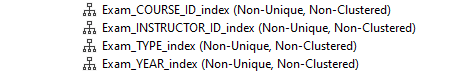 Exam_COURSE_ID_index (Non-Unique, Non-Clustered)
Exam_INSTRUCTOR_ID_index (Non-Unique, Non-Clustered)
Exam_TYPE_index (Non-Unique, Non-Clustered)
Exam_YEAR_index (Non-Unique, Non-Clustered)